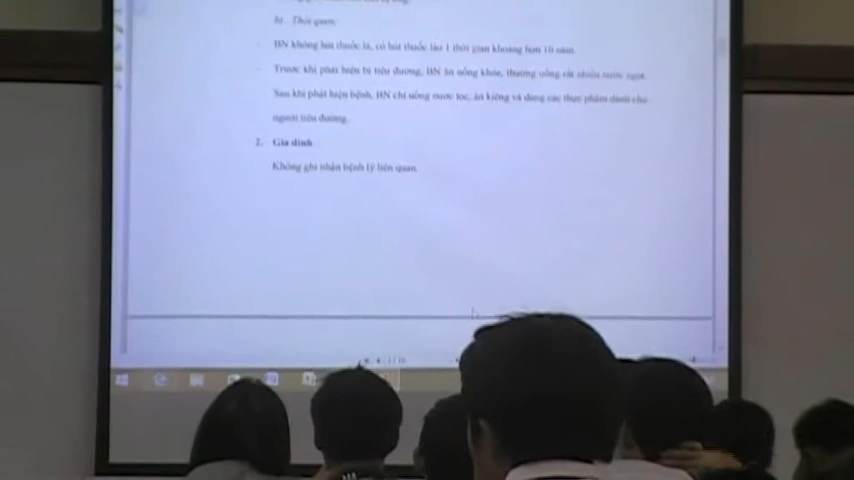 b) Thói quen:
- BN không hút thuốc lá, có hút thuốc lào 1 thời gian khoảng hơn 10 năm.
- Trước khi phát hiện bị tiểu đường, BN ăn uống khỏe, thường uống rất nhiều nước ngọt.
Sau khi phát hiện bệnh, BN chỉ uống nước lọc, ăn kiêng và dùng các thực phẩm dành cho
người tiểu đường.
2. Gia đình
Không ghi nhận bệnh lý liên quan.